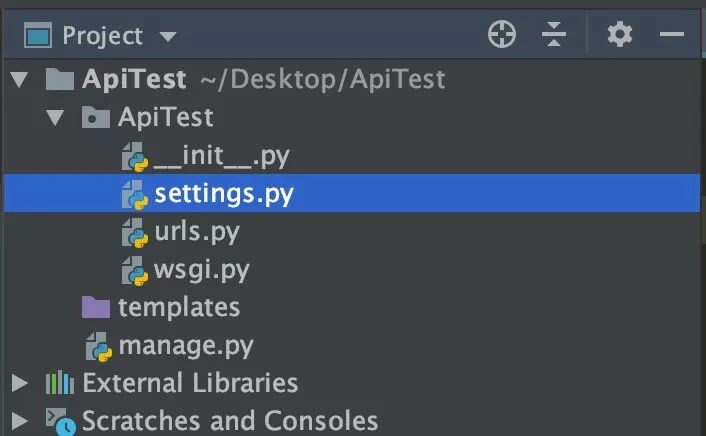 Project
ApiTest ~/Desktop/ApiTest
ApiTest
__init__.py
settings.py
urls.py
wsgi.py
templates
manage.py
External Libraries
Scratches and Consoles